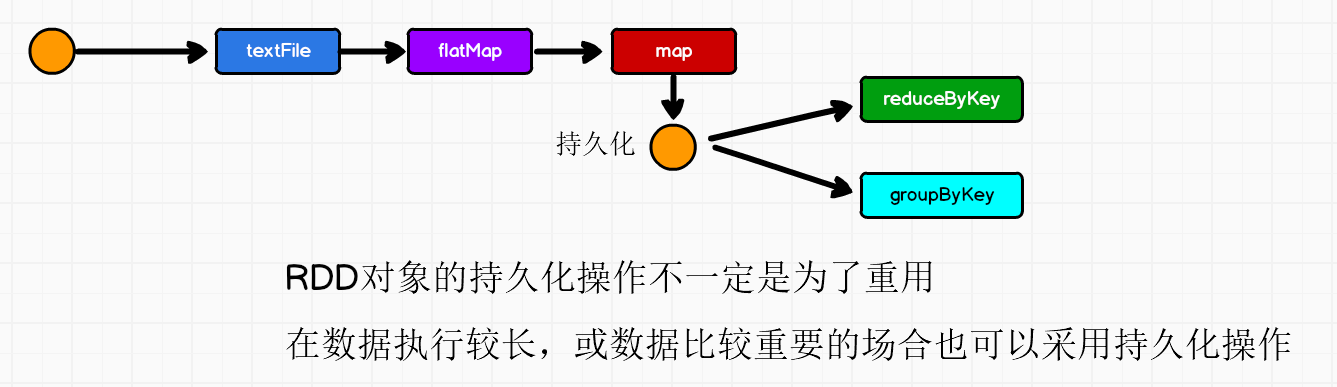 textFile
flatMap
map
reduceByKey
持久化
groupByKey
RDD对象的持久化操作不一定是为了重用
在数据执行较长，或数据比较重要的场合也可以采用持久化操作